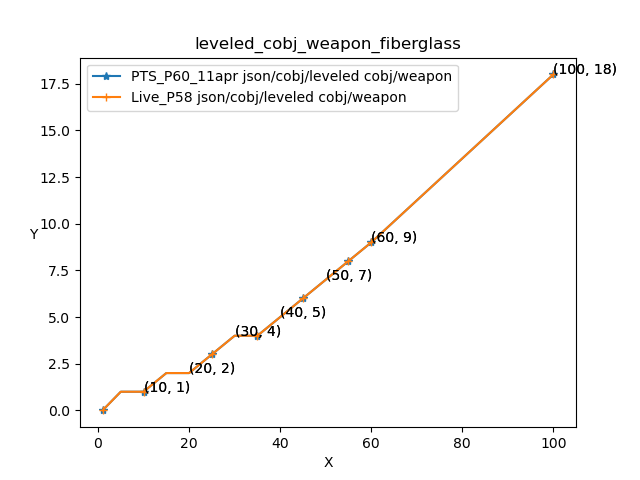 leveled_cobj_weapon_fiberglass
PTS_P60_11apr json/cobj/leveled cobj/weapon
Live_P58 json/cobj/leveled cobj/weapon
(100, 18)
17.5
15.0
12.5
10.0
Y
(60, 9)
7.5
(50, 7)
5.0
(40, 5)
(30, 4)
2.5
(20, 2)
(10, 1)
0.0
0 20 40 60 80 100
X